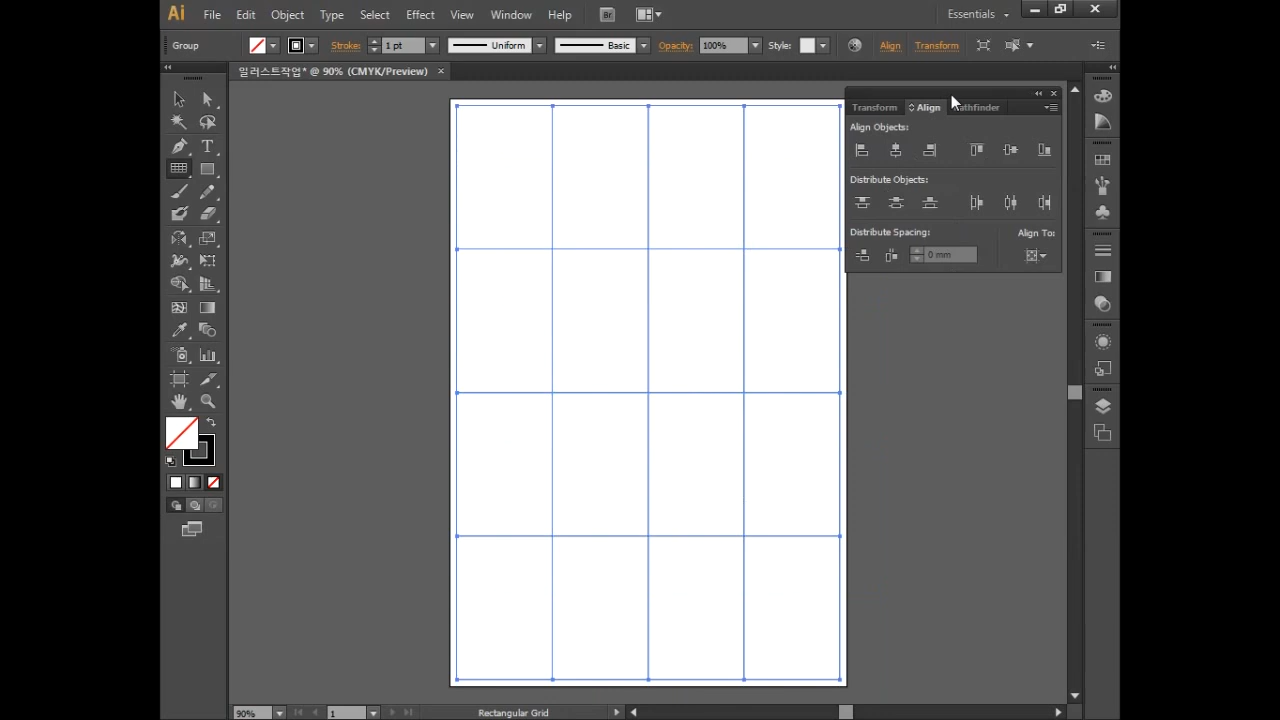 Ai File Edit Object Type Select Effect View Window Help Br Essentials
Group Stroke: 1 pt Uniform Basic Opacity: 100% Style: Align Transform
일러스트작업* @ 90% (CMYK/Preview)
Transform Align Pathfinder
Align Objects:
Distribute Objects:
Distribute Spacing: Align To:
0 mm
T
90% 1 Rectangular Grid